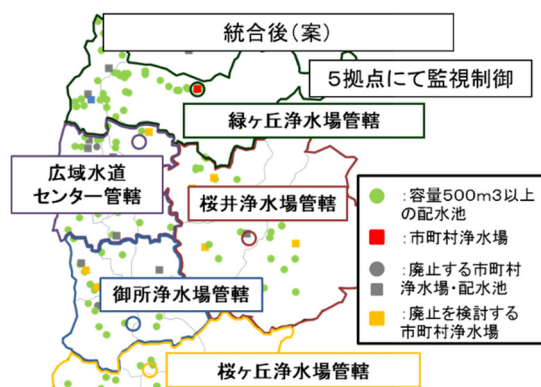 統合後（案）
5拠点にて監視制御
緑ヶ丘浄水場管轄
広域水道
センター管轄
桜井浄水場管轄
：容量500m3以上
の配水池
：市町村浄水場
：廃止する市町村
浄水場・配水池
：廃止を検討する
市町村浄水場
御所浄水場管轄
桜ヶ丘浄水場管轄